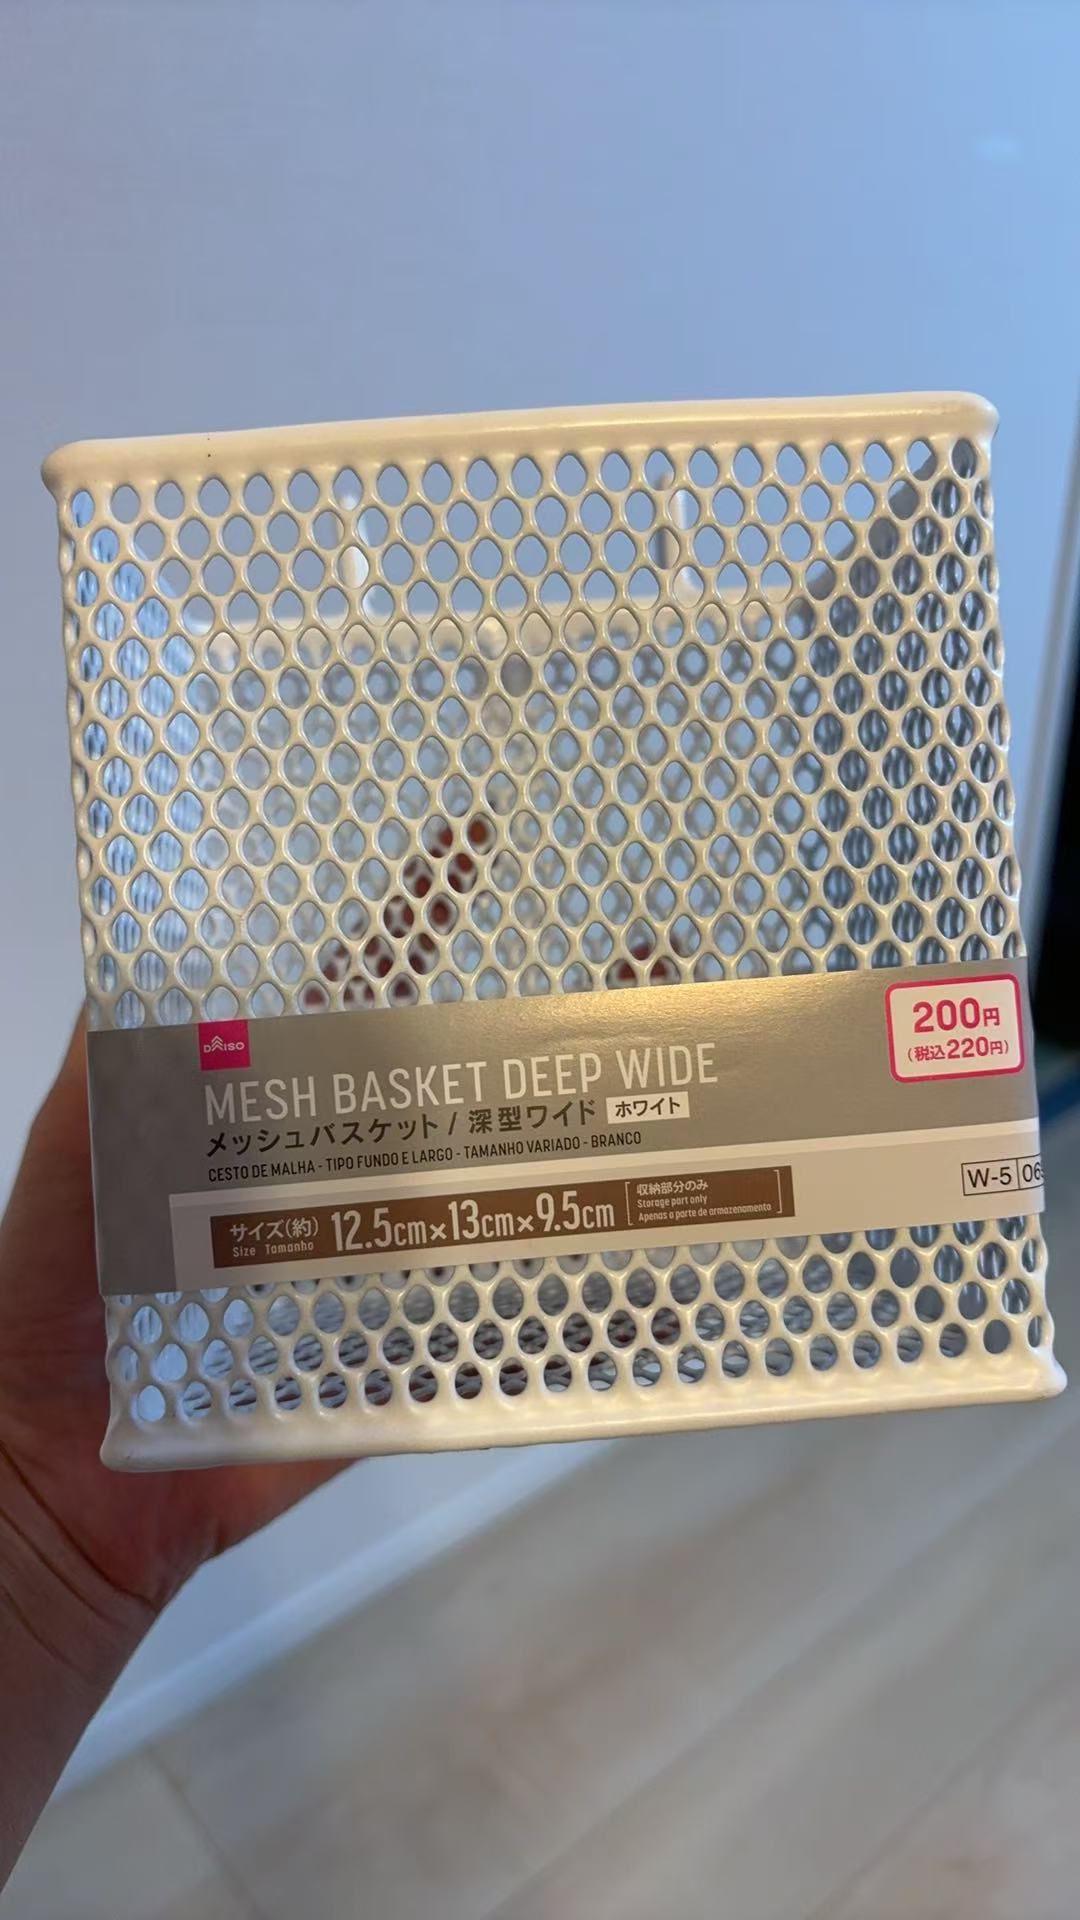 DAISO
200円
(税込220円)
MESH BASKET DEEP WIDE
メッシュバスケット / 深型ワイド ホワイト
CESTO DE MALHA - TIPO FUNDO E LARGO - TAMANHO VARIADO - BRANCO
W-5 06
サイズ(約) 12.5cm×13cm×9.5cm
Size Tamanho
収納部分のみ
Storage part only
Apenas a parte de armazenamento